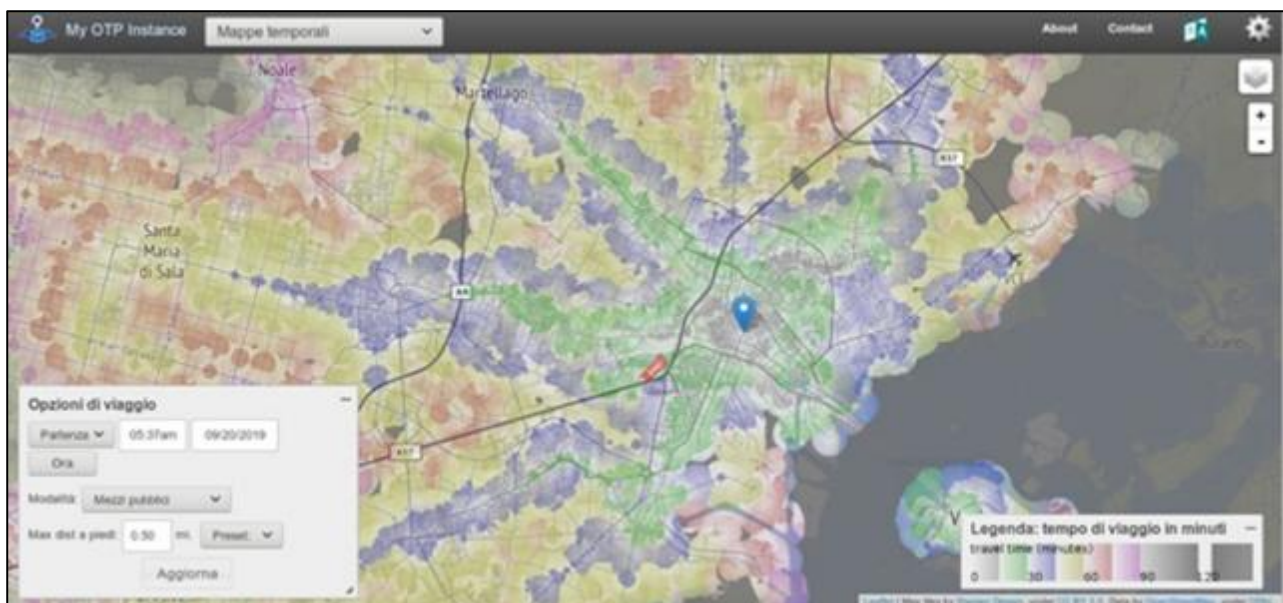 My OTP Instance
Mappe temporali
About
Contact
Noale
Martellago
Santa
Maria
di Sala
Opzioni di viaggio
Partenza
05:37am
09/20/2019
Ora
Modalità: Mezzi pubblici
Max dist a piedi: 0.50 mi. Preset.
Aggiorna
Legenda: tempo di viaggio in minuti
travel time (minutes)
0 30 60 90 120
+
-